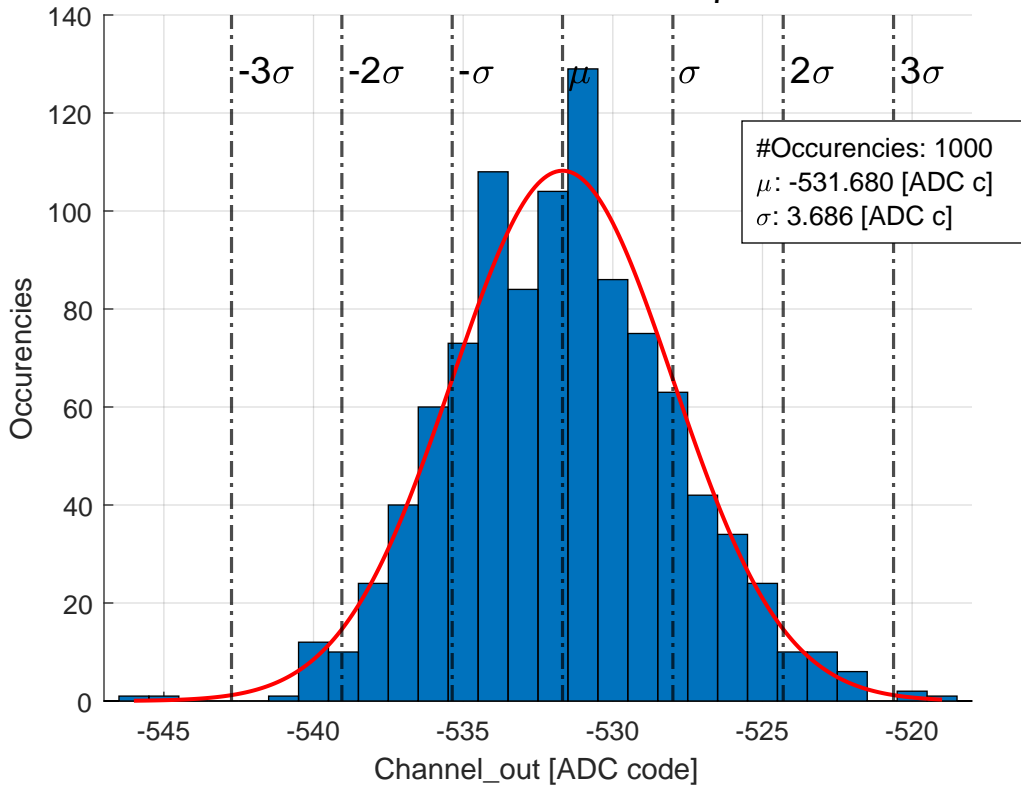 140
120
100
80
60
40
20
0
Occurencies
-3σ
-2σ
-σ
μ
σ
2σ
3σ
#Occurencies: 1000
μ: -531.680 [ADC c]
σ: 3.686 [ADC c]
-545
-540
-535
-530
-525
-520
Channel_out [ADC code]